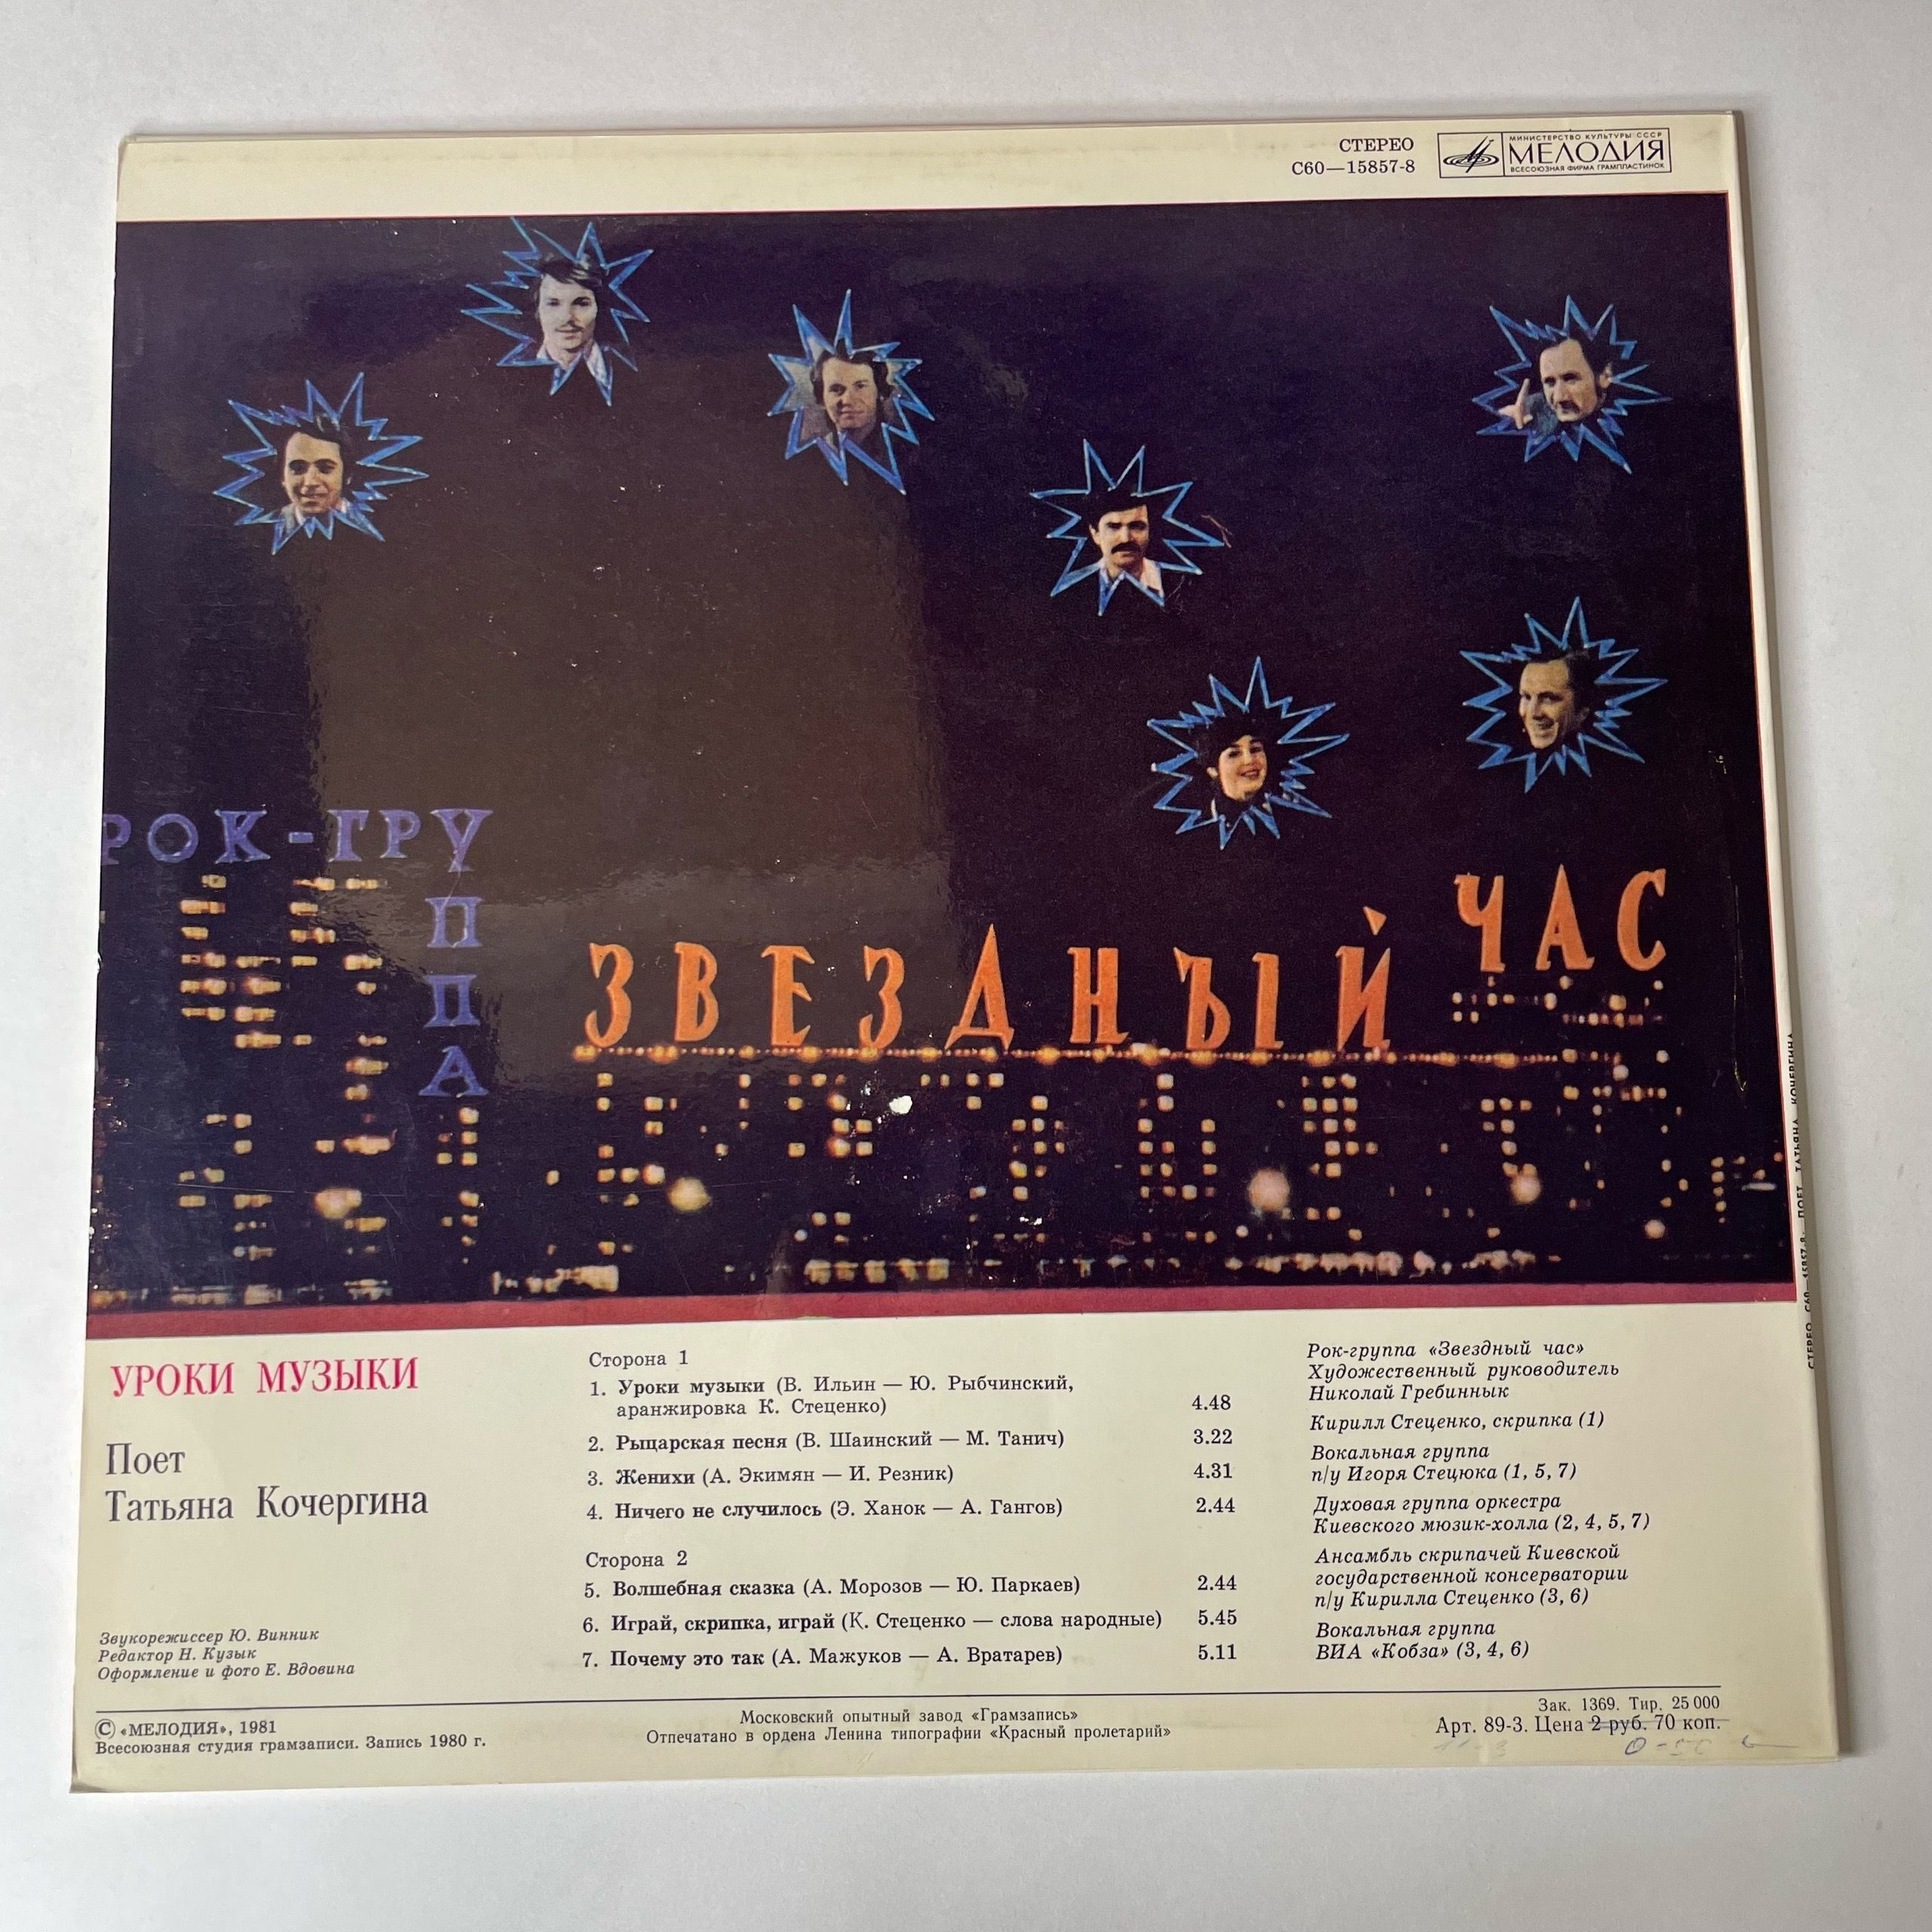 СТЕРЕО
С60—15857-8
МИНИСТЕРСТВО КУЛЬТУРЫ СССР
МЕЛОДИЯ
ВСЕСОЮЗНАЯ ФИРМА ГРАМПЛАСТИНОК
РОК-ГРУППА
ЗВЕЗДНЫЙ ЧАС
УРОКИ МУЗЫКИ
Поет
Татьяна Кочергина
Звукорежиссер Ю. Винник
Редактор Н. Кузык
Оформление и фото Е. Вдовина
Сторона 1
1. Уроки музыки (В. Ильин — Ю. Рыбчинский,
аранжировка К. Стеценко) 4.48
2. Рыцарская песня (В. Шаинский — М. Танич) 3.22
3. Женихи (А. Экимян — И. Резник) 4.31
4. Ничего не случилось (Э. Ханок — А. Гангов) 2.44
Сторона 2
5. Волшебная сказка (А. Морозов — Ю. Паркаев) 2.44
6. Играй, скрипка, играй (К. Стеценко — слова народные) 5.45
7. Почему это так (А. Мажуков — А. Вратарев) 5.11
Рок-группа «Звездный час»
Художественный руководитель
Николай Гребиннык
Кирилл Стеценко, скрипка (1)
Вокальная группа
п/у Игоря Стецюка (1, 5, 7)
Духовая группа оркестра
Киевского мюзик-холла (2, 4, 5, 7)
Ансамбль скрипачей Киевской
государственной консерватории
п/у Кирилла Стеценко (3, 6)
Вокальная группа
ВИА «Кобза» (3, 4, 6)
© «МЕЛОДИЯ», 1981
Всесоюзная студия грамзаписи. Запись 1980 г.
Московский опытный завод «Грамзапись»
Отпечатано в ордена Ленина типографии «Красный пролетарий»
Зак. 1369. Тир. 25 000
Арт. 89-3. Цена 2 руб. 70 коп.
СТЕРЕО С60—15857-8 ПОЕТ ТАТЬЯНА КОЧЕРГИНА